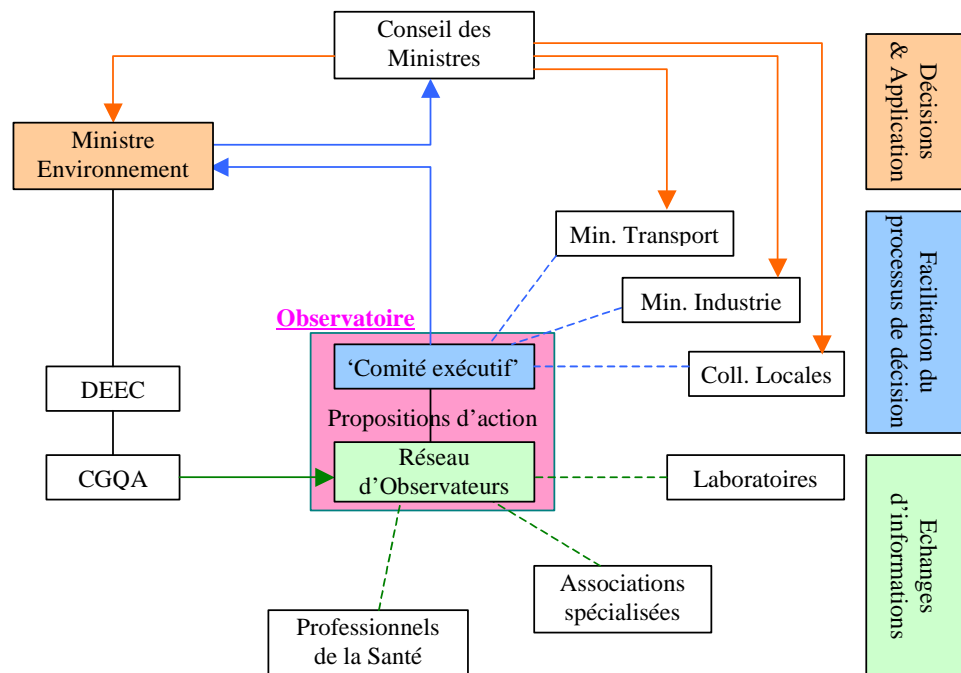 Conseil des
Ministres
Ministre
Environnement
Min. Transport
Min. Industrie
Observatoire
‘Comité exécutif’
Coll. Locales
DEEC
Propositions d’action
CGQA
Réseau
d’Observateurs
Laboratoires
Associations
spécialisées
Professionnels
de la Santé
Décisions
& Application
Facilitation du
processus de décision
Echanges
d’informations